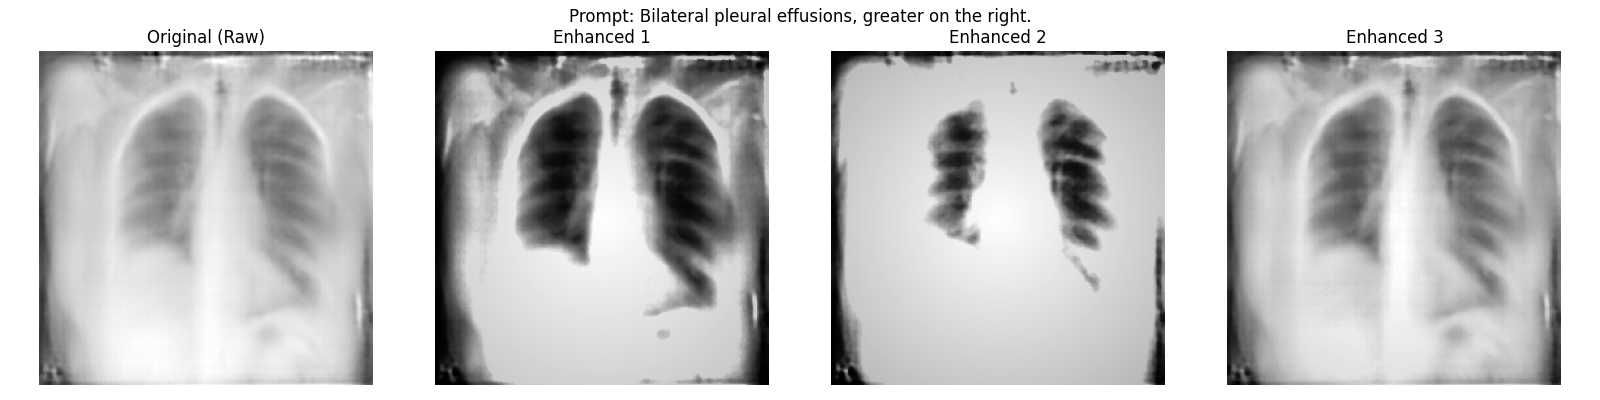 Prompt: Bilateral pleural effusions, greater on the right.
Original (Raw)
Enhanced 1
Enhanced 2
Enhanced 3